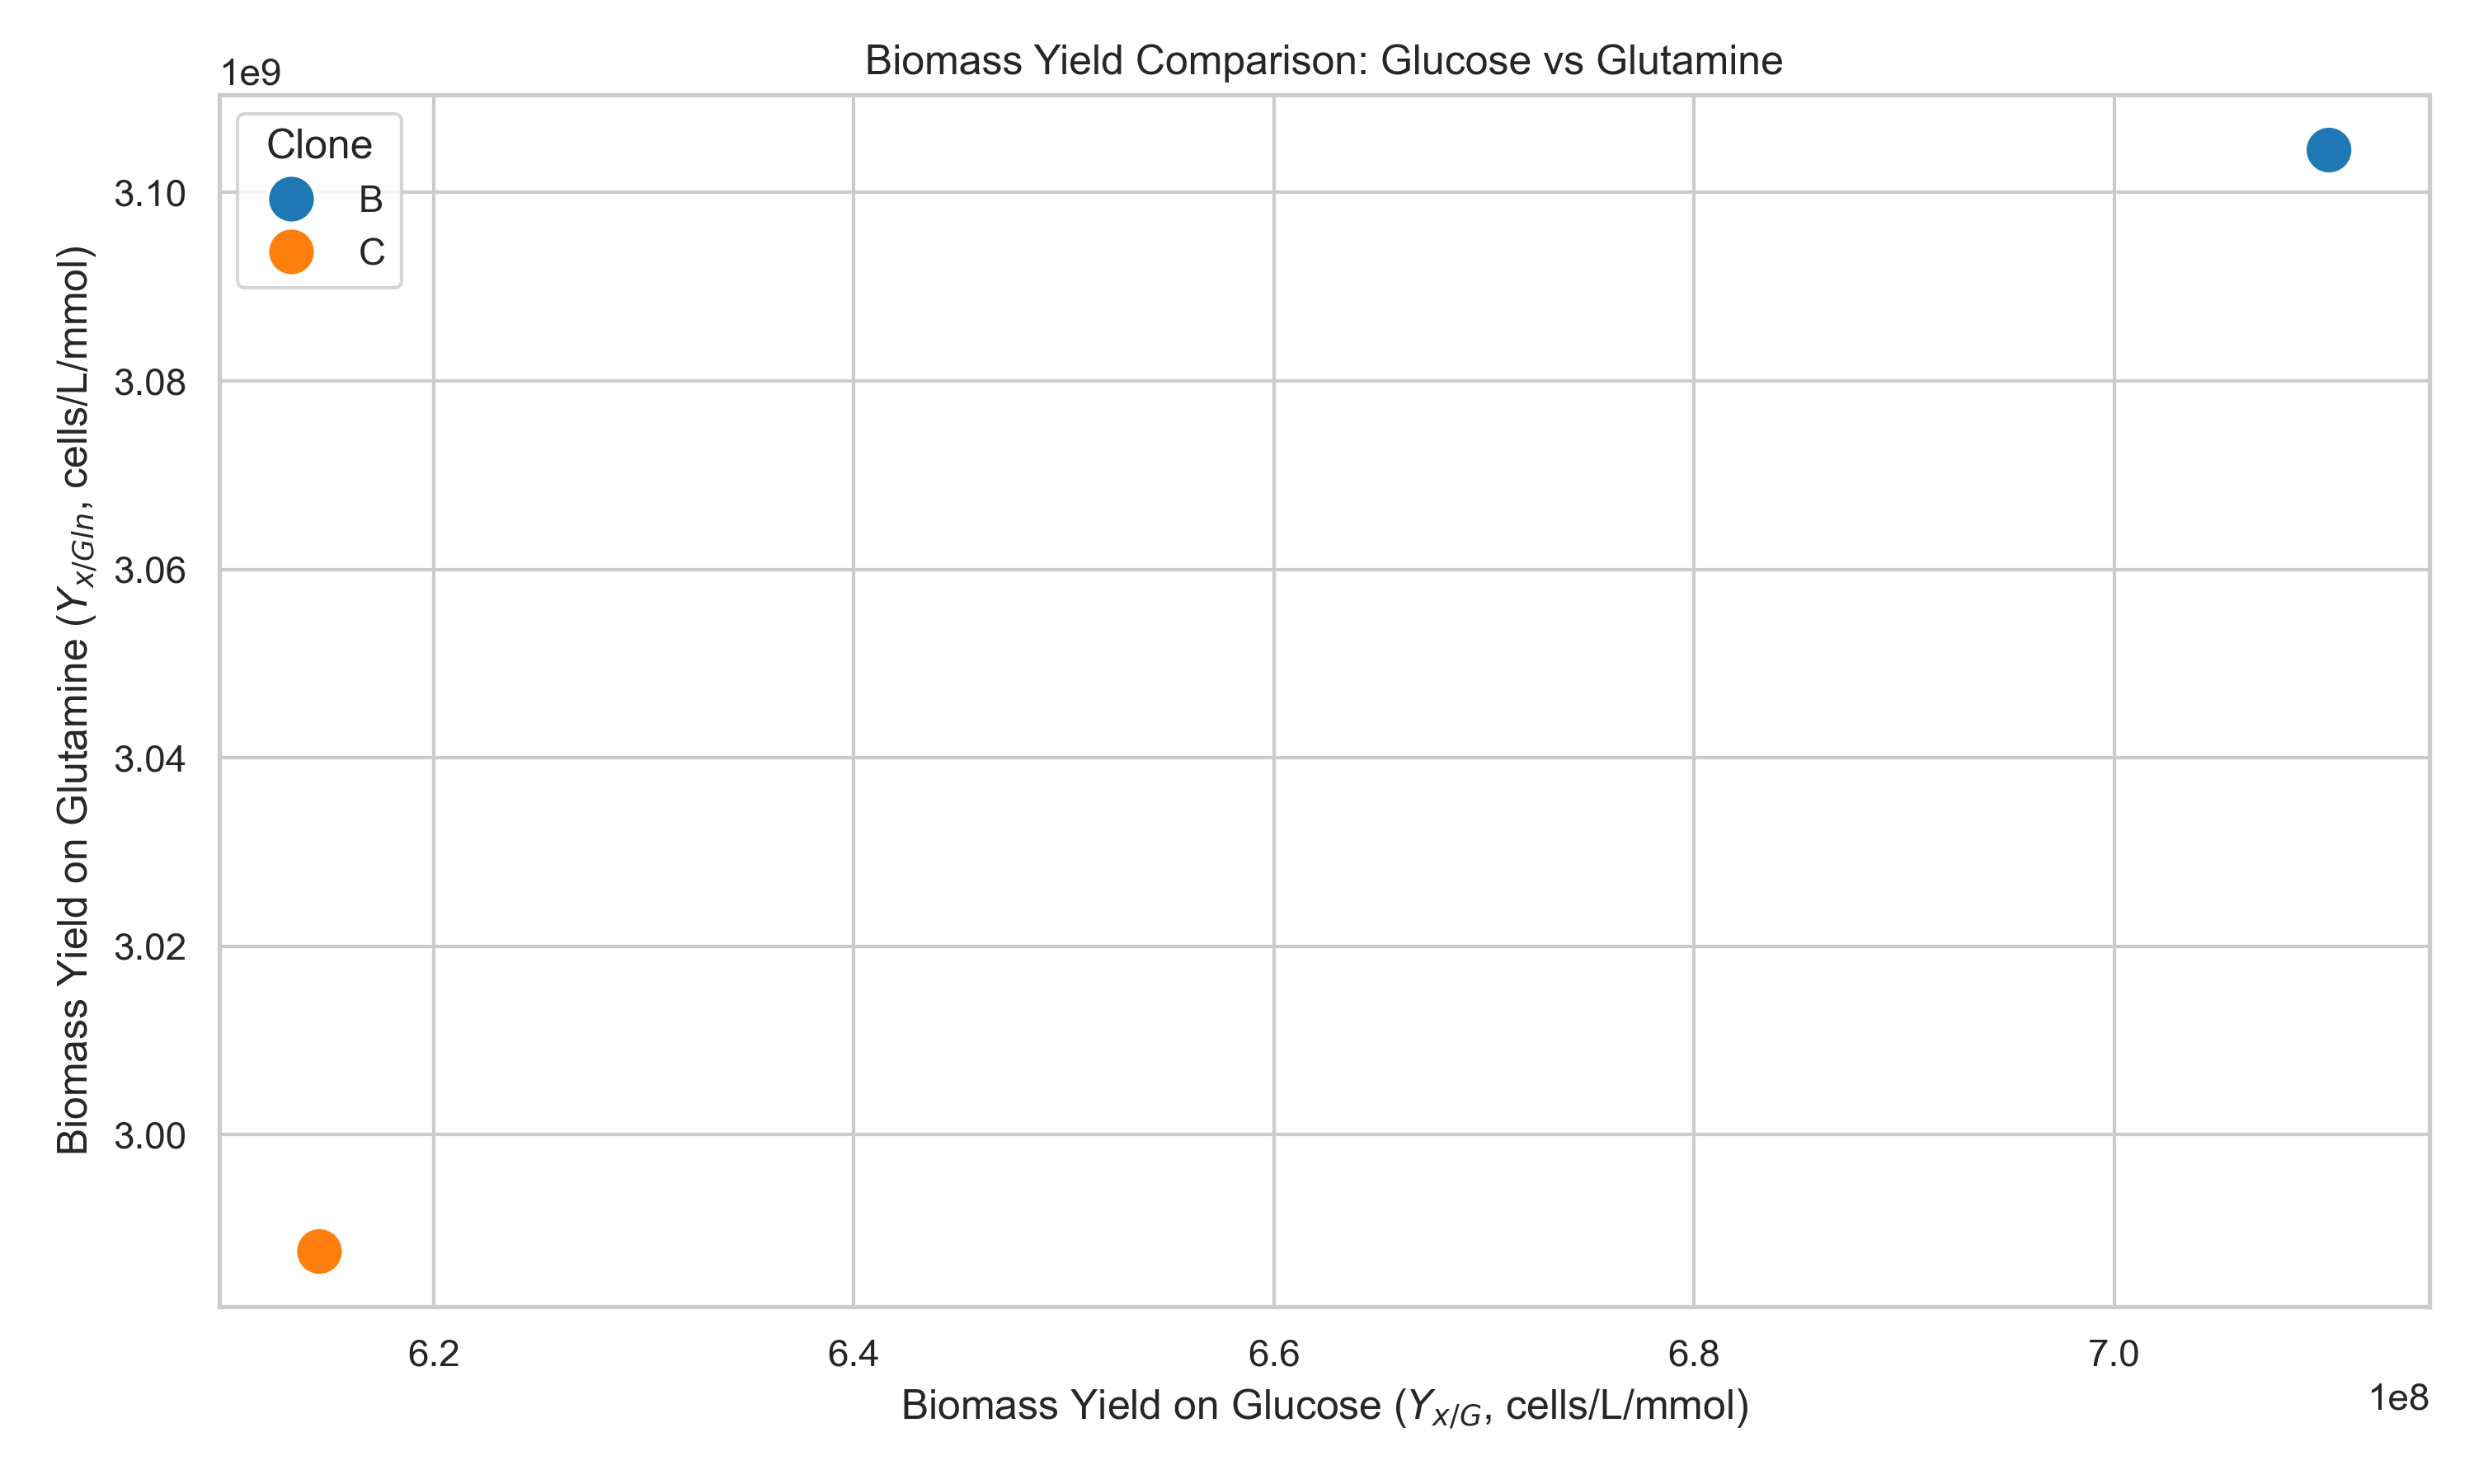 Biomass Yield Comparison: Glucose vs Glutamine
1e9
Clone
B
C
3.10
3.08
3.06
3.04
3.02
3.00
Biomass Yield on Glutamine (Yx/Gln, cells/L/mmol)
6.2 6.4 6.6 6.8 7.0
1e8
Biomass Yield on Glucose (Yx/G, cells/L/mmol)